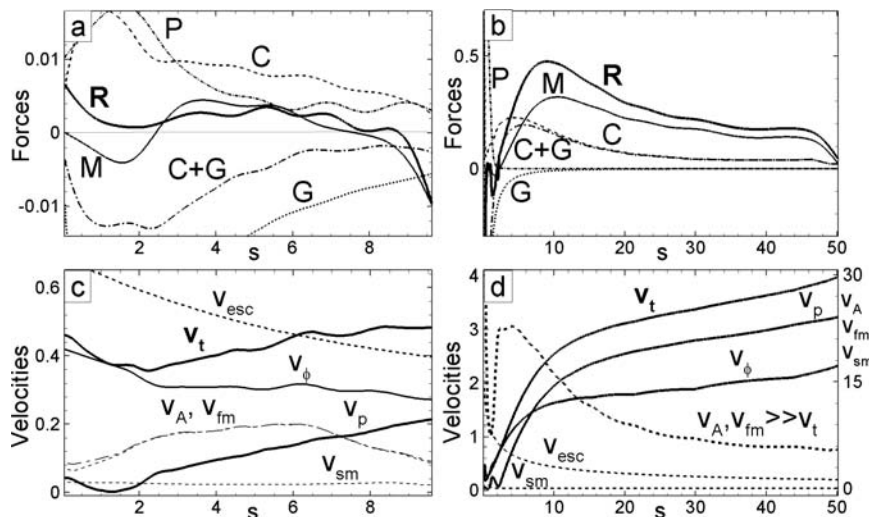 a
P
C
R
M
C+G
G
Forces
0.01
0
-0.01
2
4
6
8
s
b
P
R
M
C
C+G
G
Forces
0.5
0
10
20
30
40
50
s
c
v_esc
v_t
v_ϕ
v_A, v_fm
v_p
v_sm
Velocities
0.6
0.4
0.2
0
2
4
6
8
s
d
v_t
v_p
v_ϕ
v_A, v_fm>>v_t
v_esc
v_sm
Velocities
4
3
2
1
0
10
20
30
40
50
s
30
v_A
v_fm
v_sm
15
0